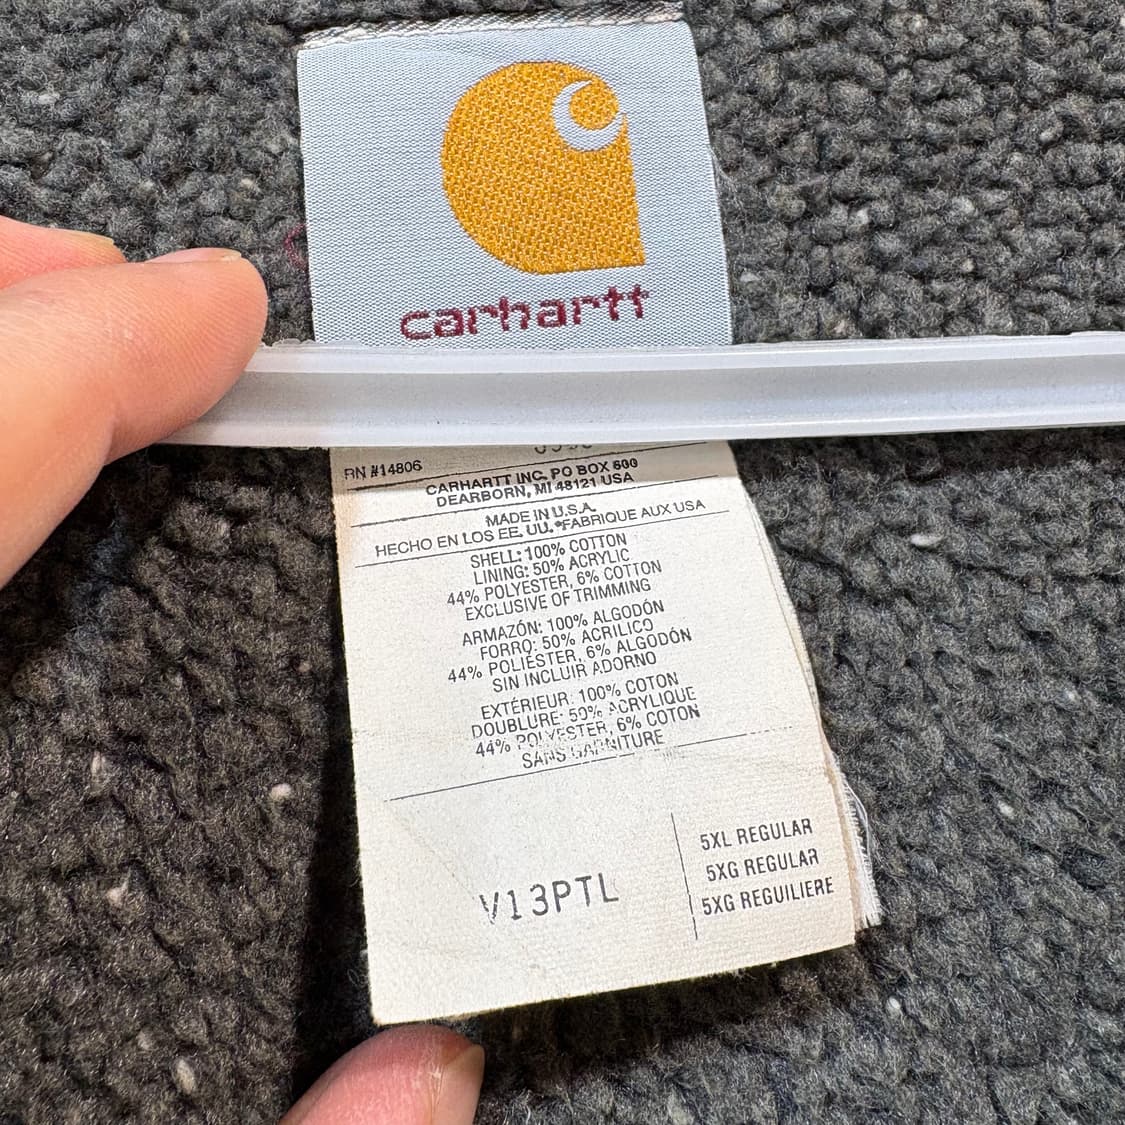 carhartt
RN #14806
CARHARTT INC. PO BOX 600
DEARBORN, MI 48121 USA
MADE IN U.S.A.
HECHO EN LOS EE. UU. *FABRIQUE AUX USA
SHELL: 100% COTTON
LINING: 50% ACRYLIC
44% POLYESTER, 6% COTTON
EXCLUSIVE OF TRIMMING
ARMAZÓN: 100% ALGODÓN
FORRO: 50% ACRILICO
44% POLIÉSTER, 6% ALGODÓN
SIN INCLUIR ADORNO
EXTÉRIEUR: 100% COTON
DOUBLURE: 50% ACRYLIQUE
44% POLYESTER, 6% COTON
SANS GARNITURE
V13PTL
5XL REGULAR
5XG REGULAR
5XG REGUILIERE